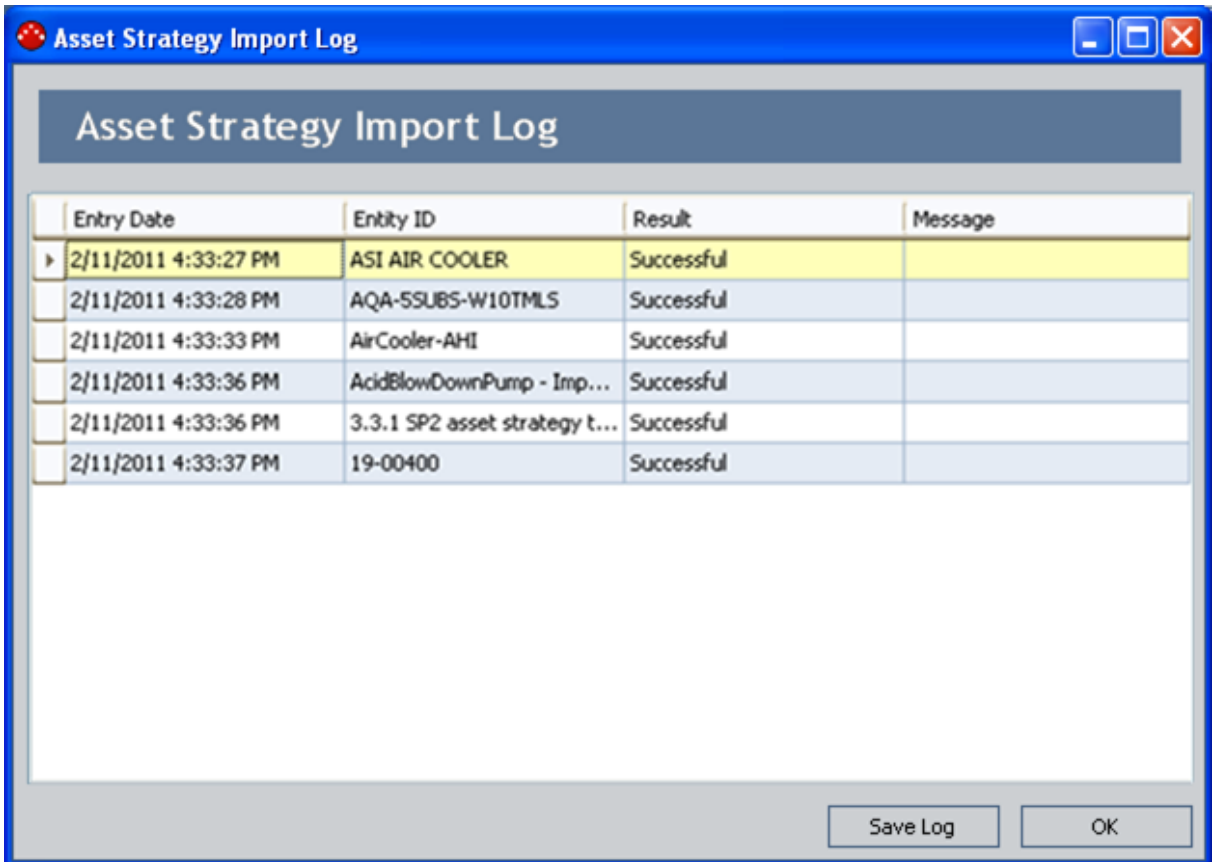 Asset Strategy Import Log
Asset Strategy Import Log
Entry Date Entity ID Result Message
2/11/2011 4:33:27 PM ASI AIR COOLER Successful
2/11/2011 4:33:28 PM AQA-5SUBS-W10TMLS Successful
2/11/2011 4:33:33 PM AirCooler-AHI Successful
2/11/2011 4:33:36 PM AcidBlowDownPump - Imp... Successful
2/11/2011 4:33:36 PM 3.3.1 SP2 asset strategy t... Successful
2/11/2011 4:33:37 PM 19-00400 Successful
Save Log OK